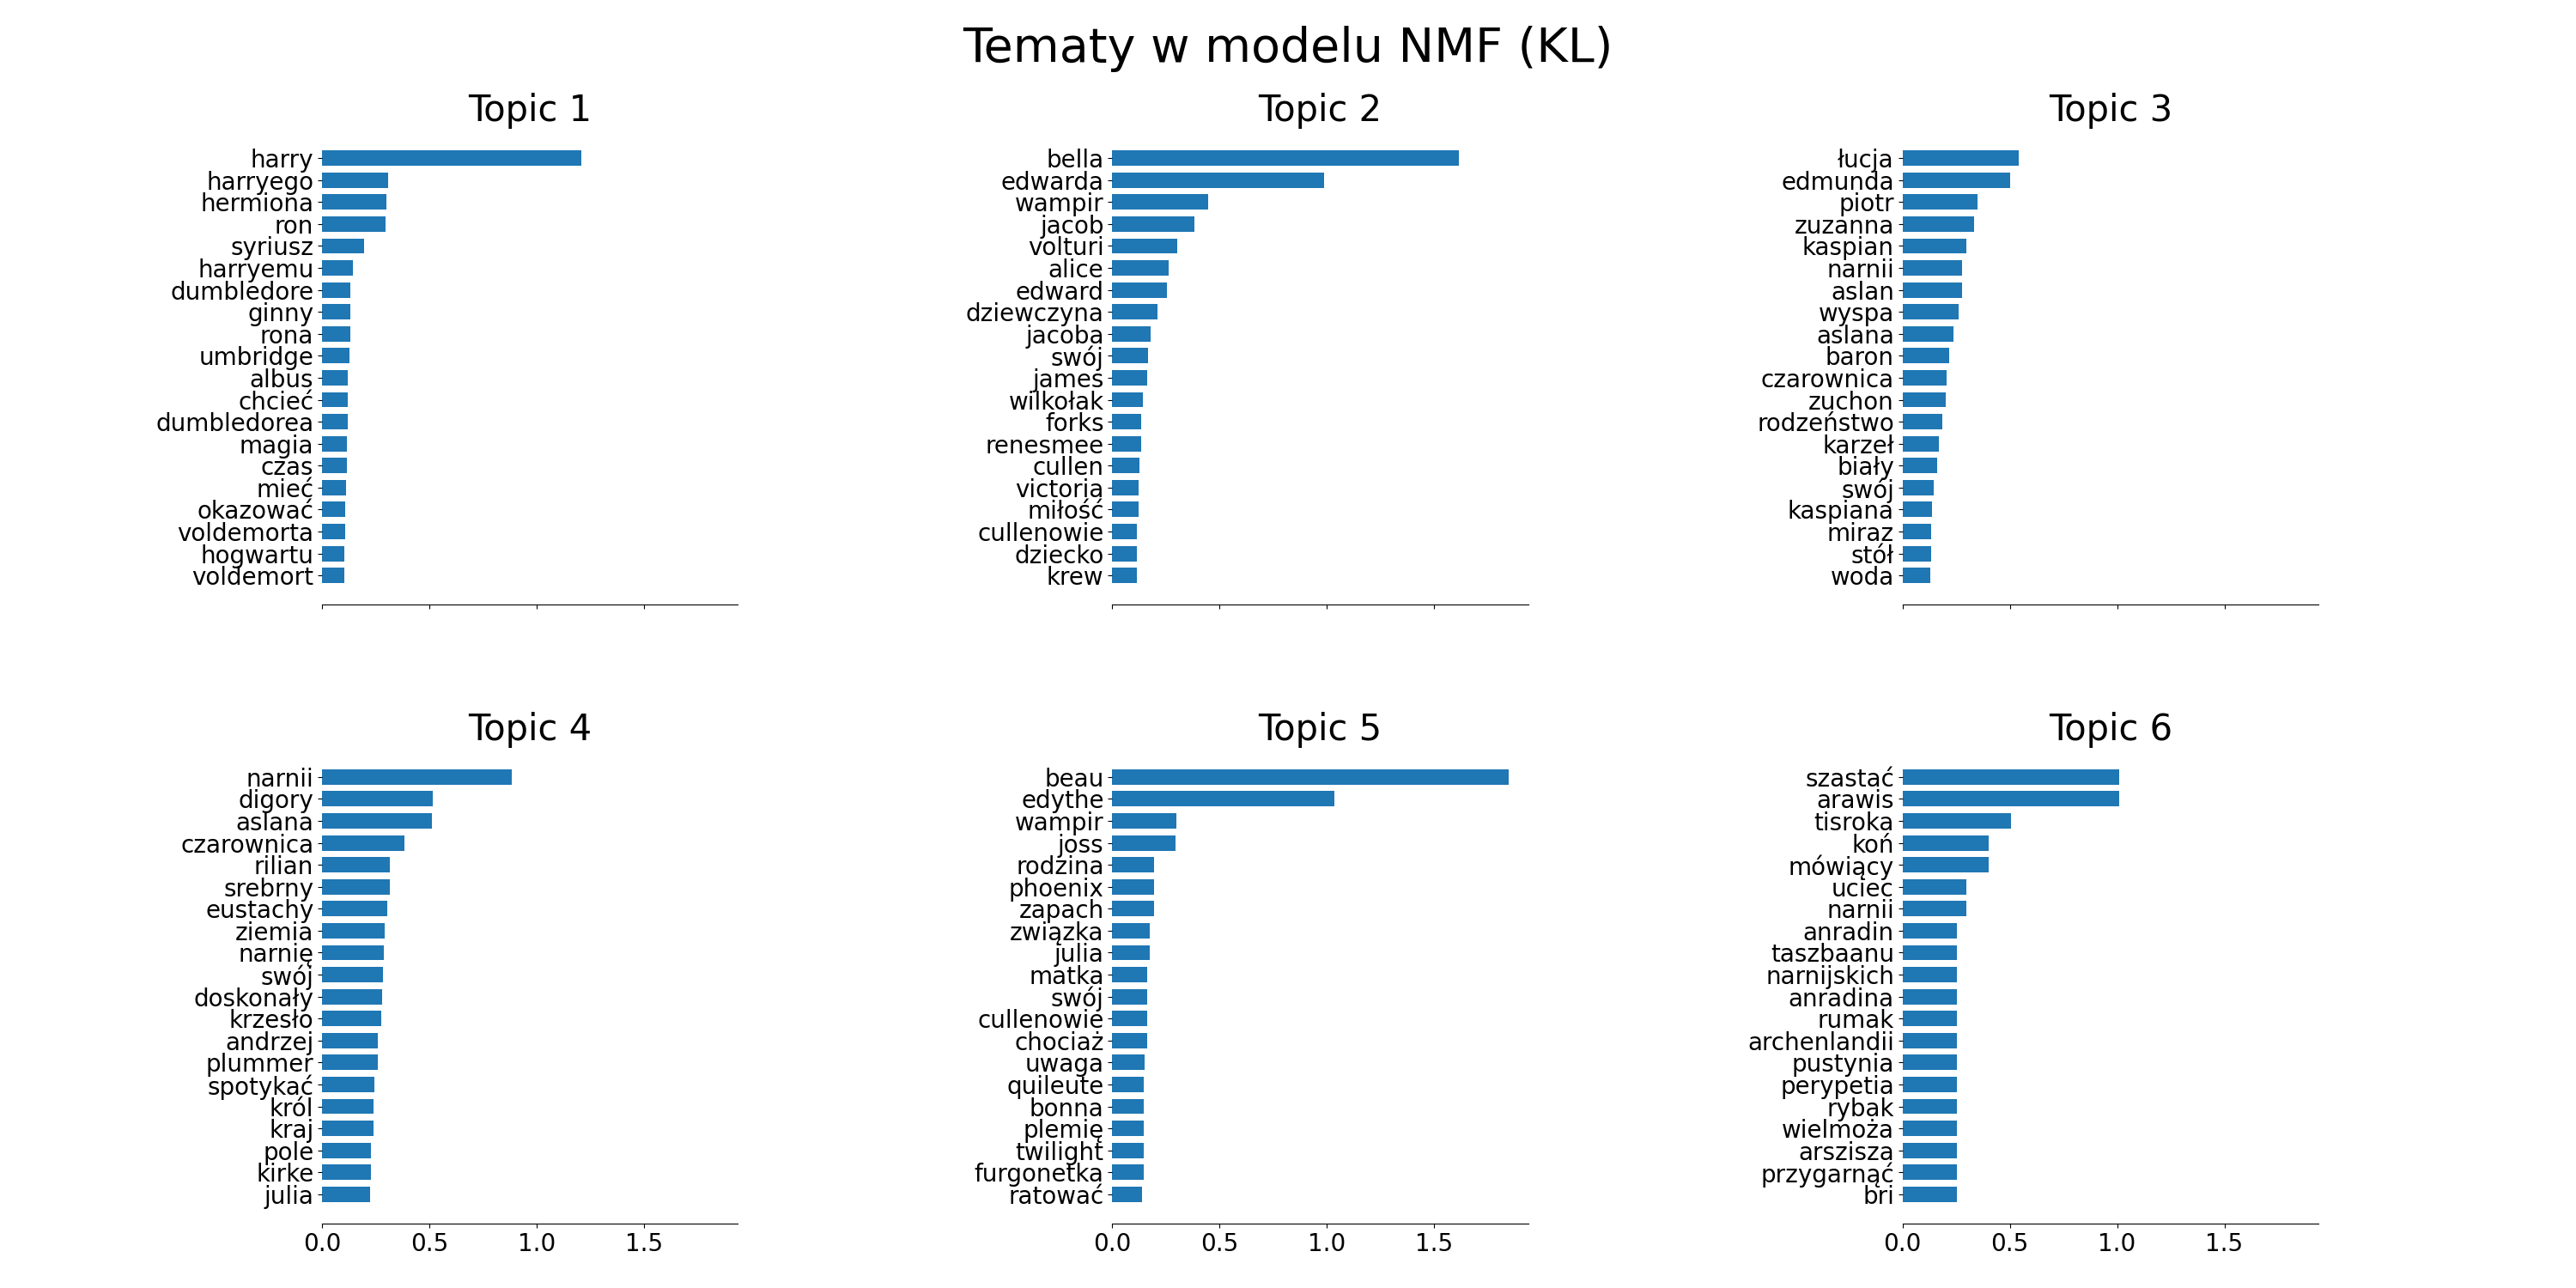 Tematy w modelu NMF (KL)
Topic 1
harry
harryego
hermiona
ron
syriusz
harryemu
dumbledore
ginny
rona
umbridge
albus
chcieć
dumbledorea
magia
czas
mieć
okazować
voldemorta
hogwartu
voldemort
Topic 2
bella
edwarda
wampir
jacob
volturi
alice
edward
dziewczyna
jacoba
swój
james
wilkołak
forks
renesmee
cullen
victoria
miłość
cullenowie
dziecko
krew
Topic 3
łucja
edmunda
piotr
zuzanna
kaspian
narnii
aslan
wyspa
aslana
baron
czarownica
zuchon
rodzeństwo
karzeł
biały
swój
kaspiana
miraz
stół
woda
Topic 4
narnii
digory
aslana
czarownica
rilian
srebrny
eustachy
ziemia
narnię
swój
doskonały
krzesło
andrzej
plummer
spotykać
król
kraj
pole
kirke
julia
0.0 0.5 1.0 1.5
Topic 5
beau
edythe
wampir
joss
rodzina
phoenix
zapach
związka
julia
matka
swój
cullenowie
chociaż
uwaga
quileute
bonna
plemię
twilight
furgonetka
ratować
0.0 0.5 1.0 1.5
Topic 6
szastać
arawis
tisroka
koń
mówiący
uciec
narnii
anradin
taszbaanu
narnijskich
anradina
rumak
archenlandii
pustynia
perypetia
rybak
wielmoża
arszisza
przygarnąć
bri
0.0 0.5 1.0 1.5